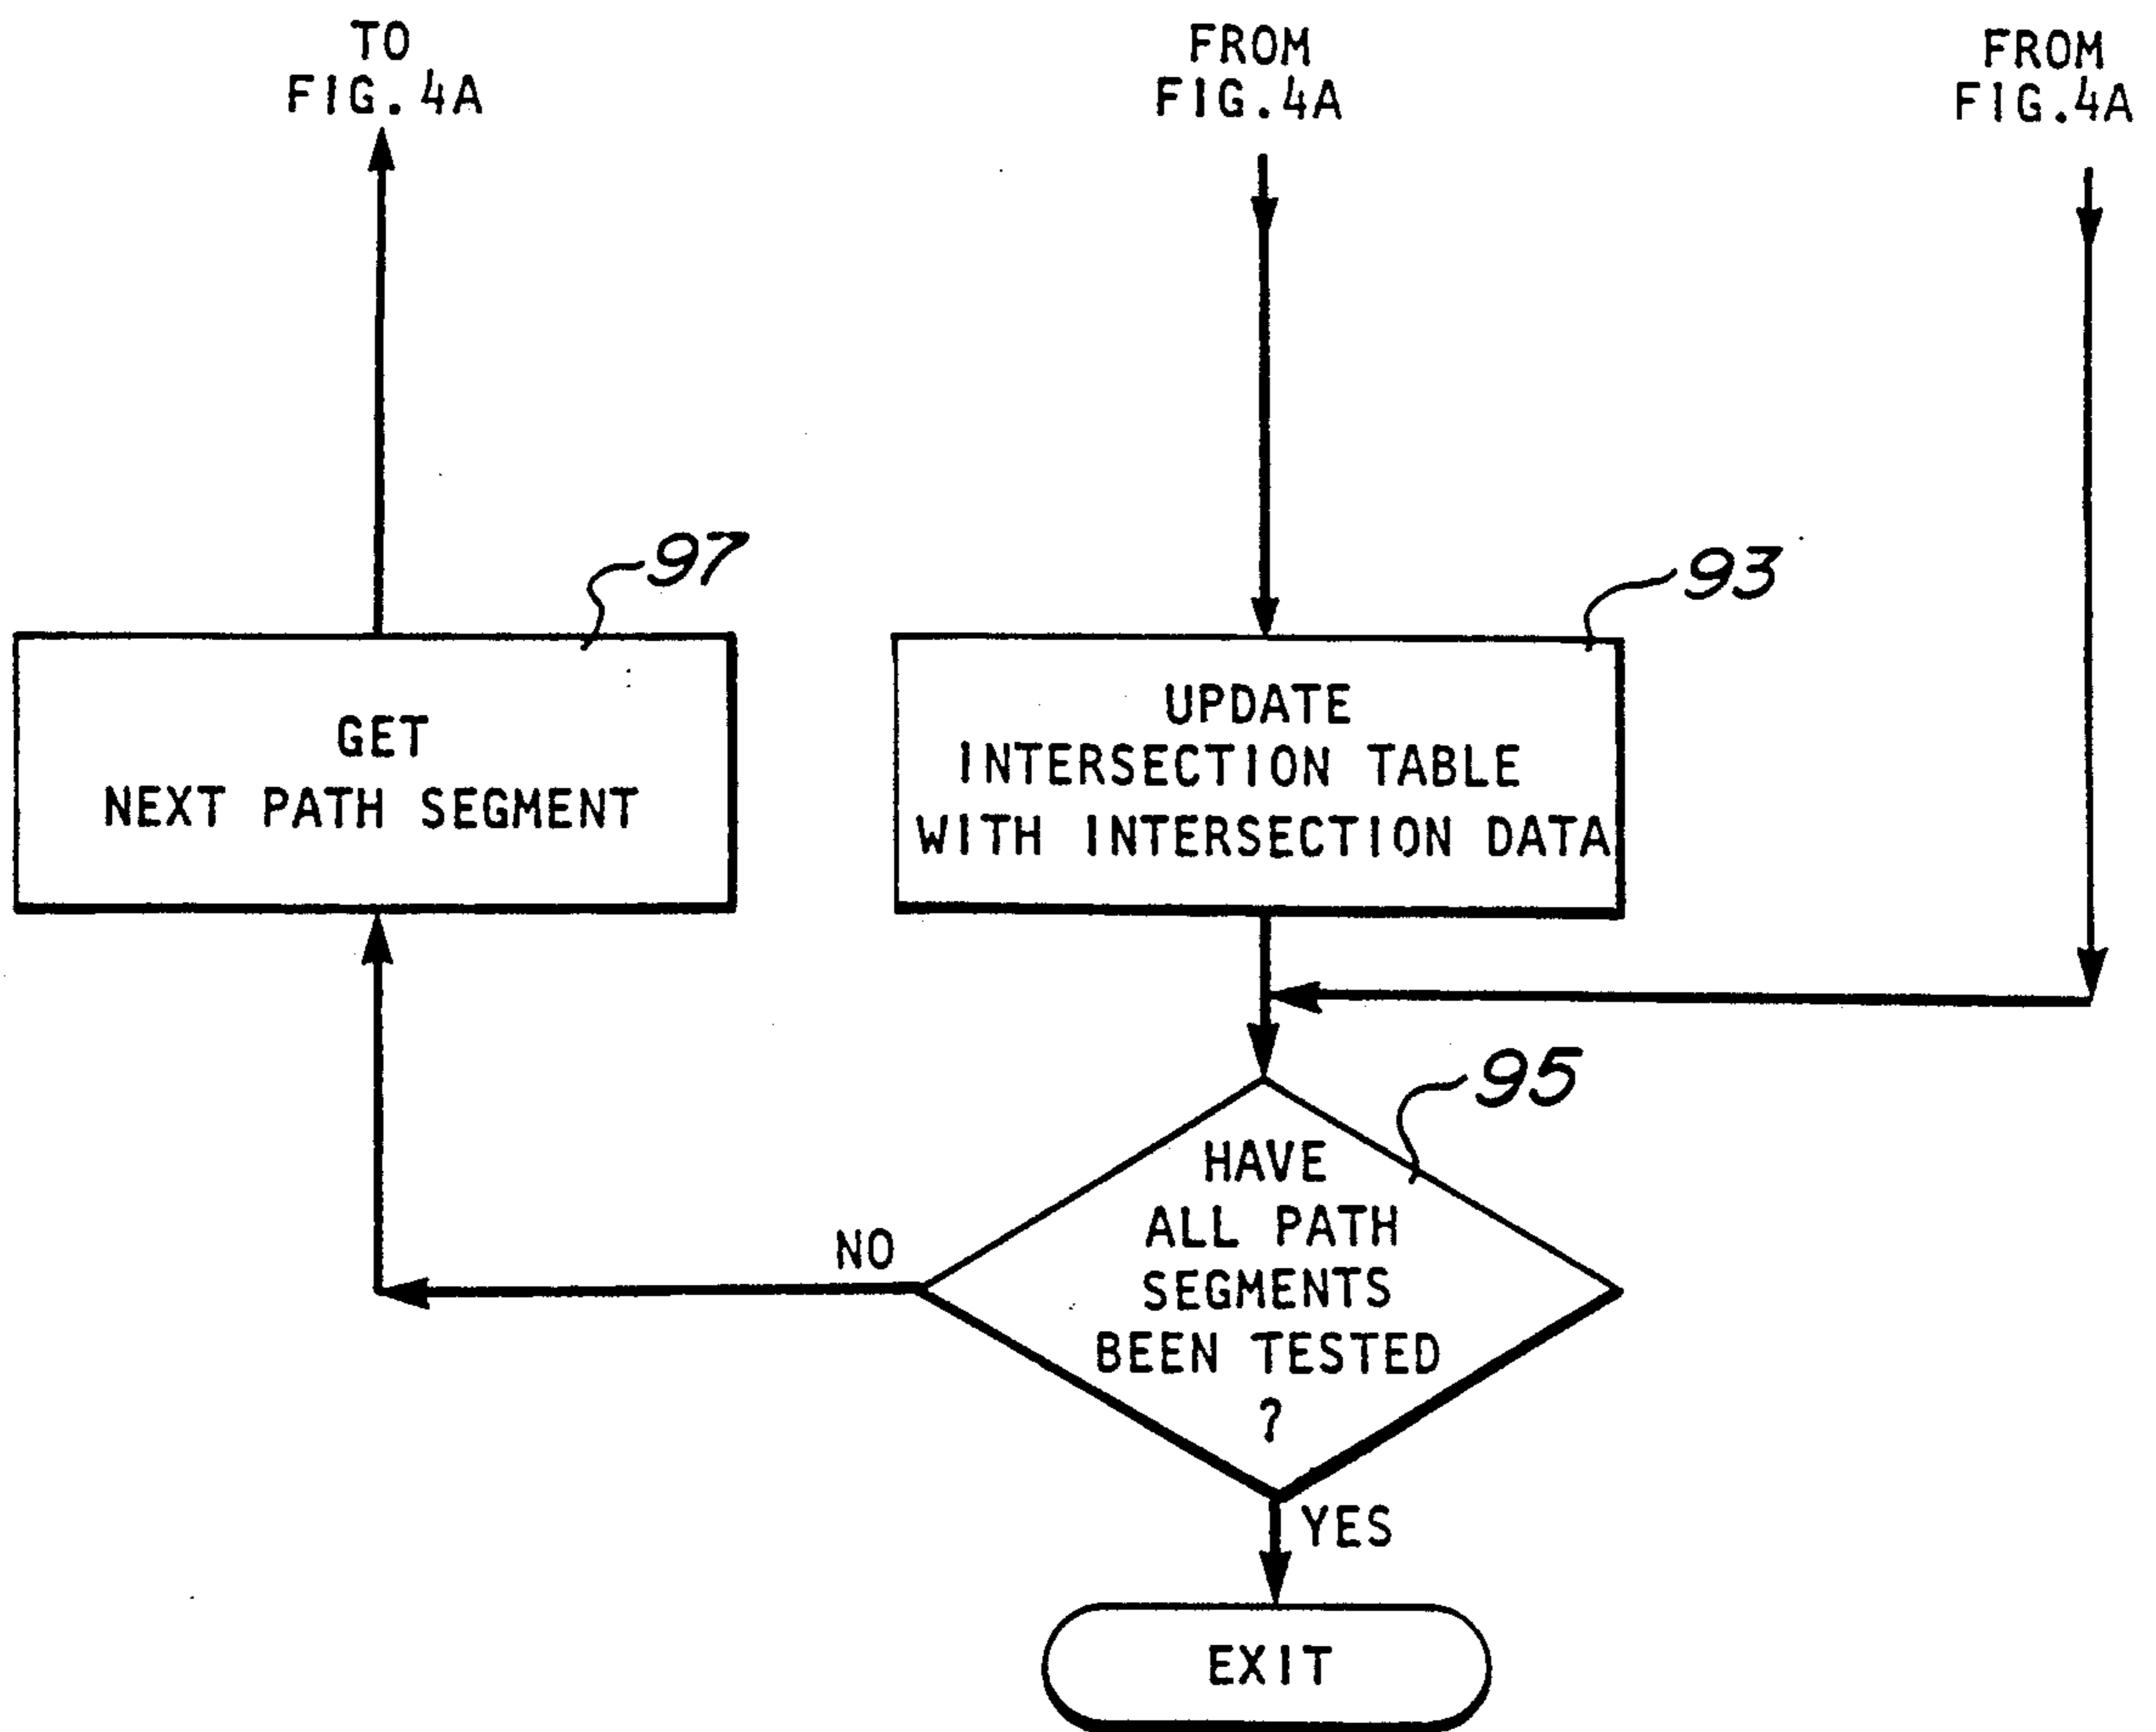 TO
FIG.4A
FROM
FIG.4A
FROM
FIG.4A
97
GET
NEXT PATH SEGMENT
93
UPDATE
INTERSECTION TABLE
WITH INTERSECTION DATA
95
HAVE
ALL PATH
SEGMENTS
BEEN TESTED
?
NO
YES
EXIT